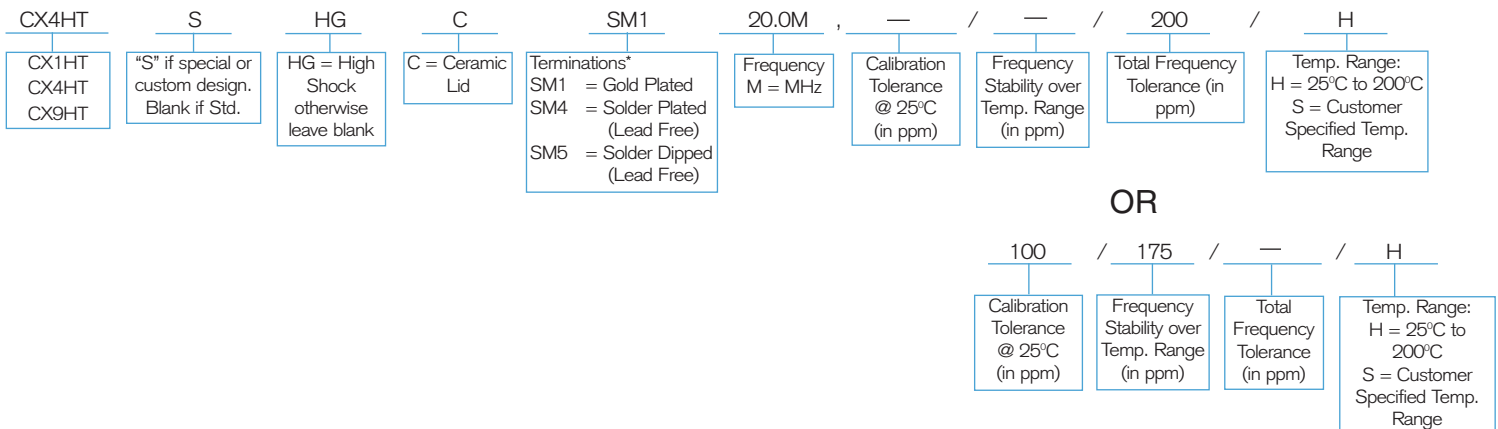 CX4HT S HG C SM1 20.0M , — / — / 200 / H
CX1HT
CX4HT
CX9HT
“S” if special or
custom design.
Blank if Std.
HG = High
Shock
otherwise
leave blank
C = Ceramic
Lid
Terminations*
SM1 = Gold Plated
SM4 = Solder Plated
(Lead Free)
SM5 = Solder Dipped
(Lead Free)
Frequency
M = MHz
Calibration
Tolerance
@ 25ºC
(in ppm)
Frequency
Stability over
Temp. Range
(in ppm)
Total Frequency
Tolerance (in
ppm)
Temp. Range:
H = 25ºC to 200ºC
S = Customer
Specified Temp.
Range
OR
100 / 175 / — / H
Calibration
Tolerance
@ 25ºC
(in ppm)
Frequency
Stability over
Temp. Range
(in ppm)
Total
Frequency
Tolerance
(in ppm)
Temp. Range:
H = 25ºC to
200ºC
S = Customer
Specified Temp.
Range